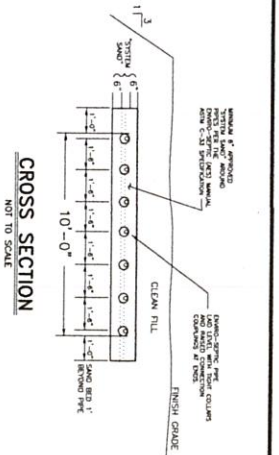 1
3
"SYSTEM
SAND"
6"
6"
MINIMUM 6" APPROVED
"SYSTEM SAND" AROUND
PIPES PER THE
ENVIRO-SEPTIC (AES) MANUAL
ASTM C-33 SPECIFICATION
ENVIRO-SEPTIC PIPE
LAID LEVEL WITH TIGHT COLLARS
AND RAISED CONNECTION
COUPLINGS AT ENDS.
FINISH GRADE
CLEAN FILL
1'-0"
1'-6"
1'-6"
1'-6"
1'-6"
1'-6"
1'-6"
1'-0"
10'-0"
SAND BED 1'
BEYOND PIPE
CROSS SECTION
NOT TO SCALE